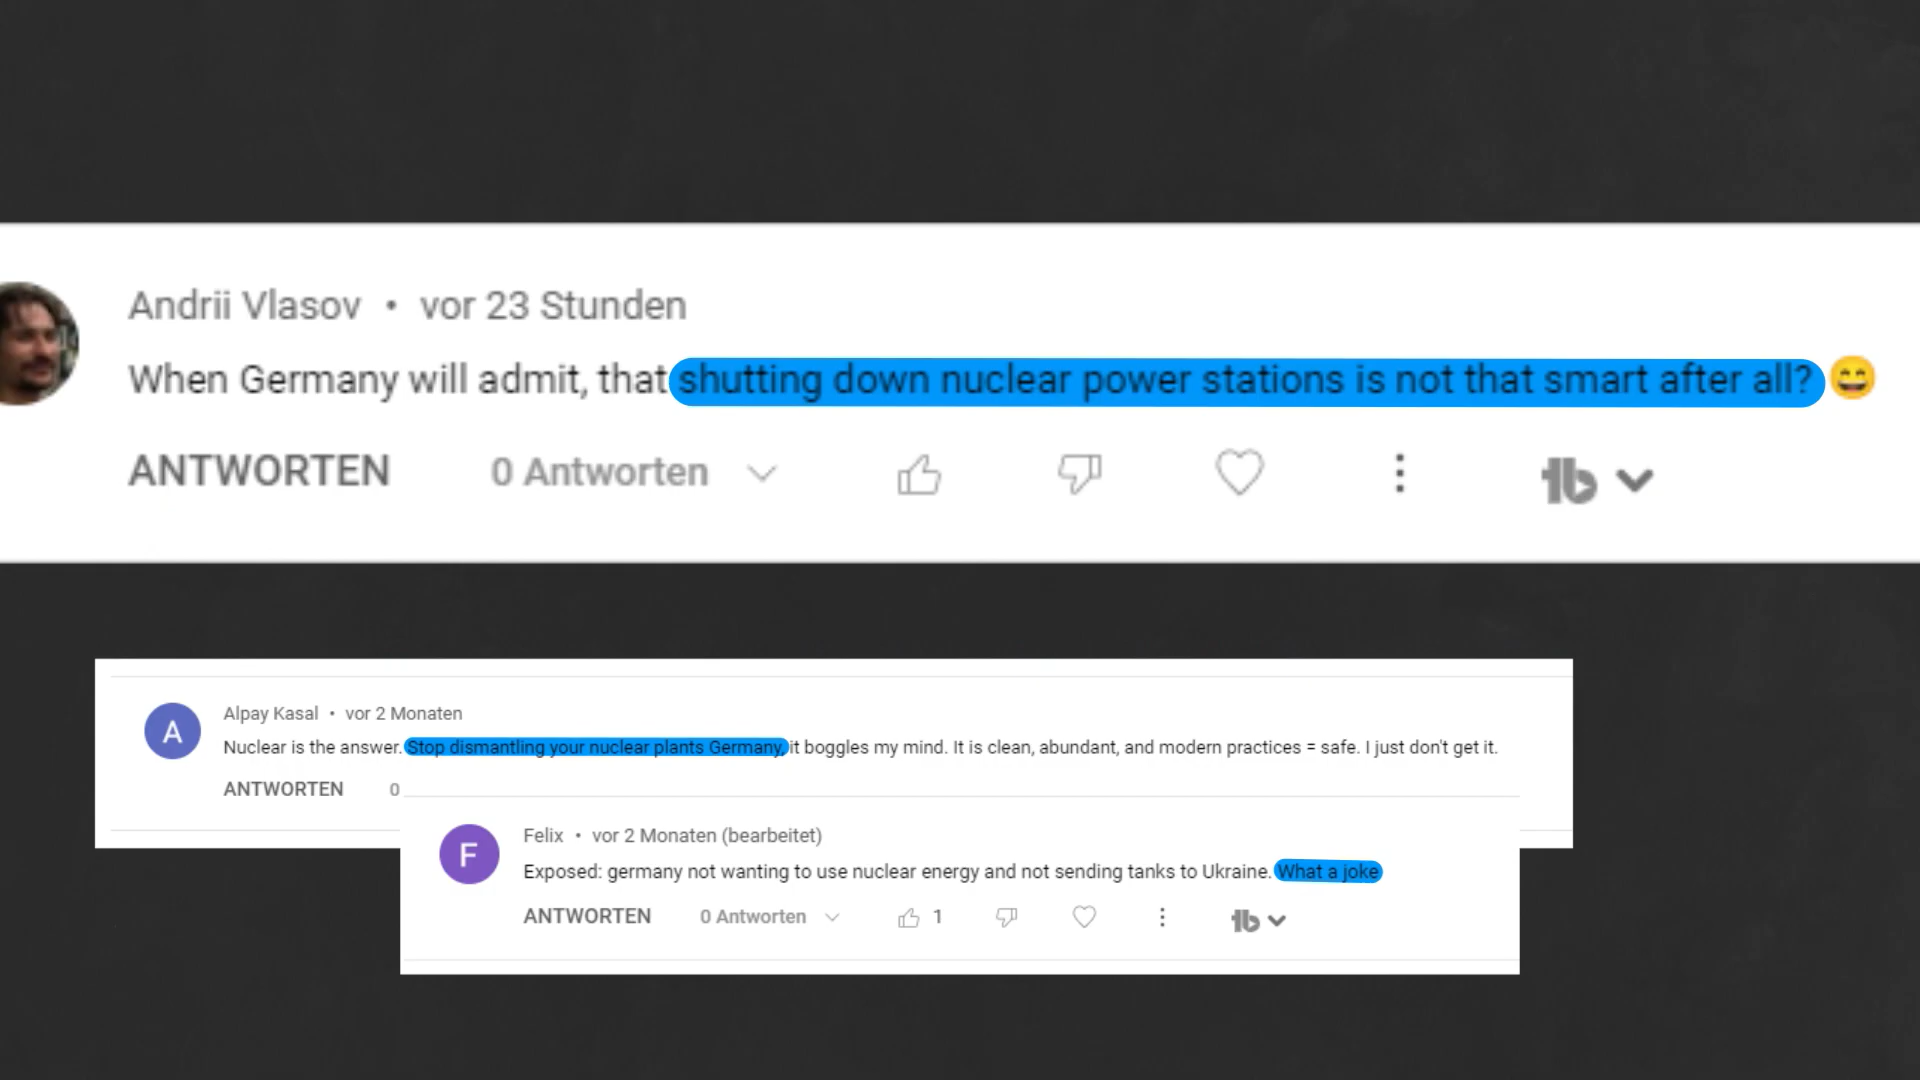 Andrii Vlasov • vor 23 Stunden
When Germany will admit, that shutting down nuclear power stations is not that smart after all? 😄
ANTWORTEN 0 Antworten
A
Alpay Kasal • vor 2 Monaten
Nuclear is the answer. Stop dismantling your nuclear plants Germany, it boggles my mind. It is clean, abundant, and modern practices = safe. I just don't get it.
ANTWORTEN 0
F
Felix • vor 2 Monaten (bearbeitet)
Exposed: germany not wanting to use nuclear energy and not sending tanks to Ukraine. What a joke
ANTWORTEN 0 Antworten 1